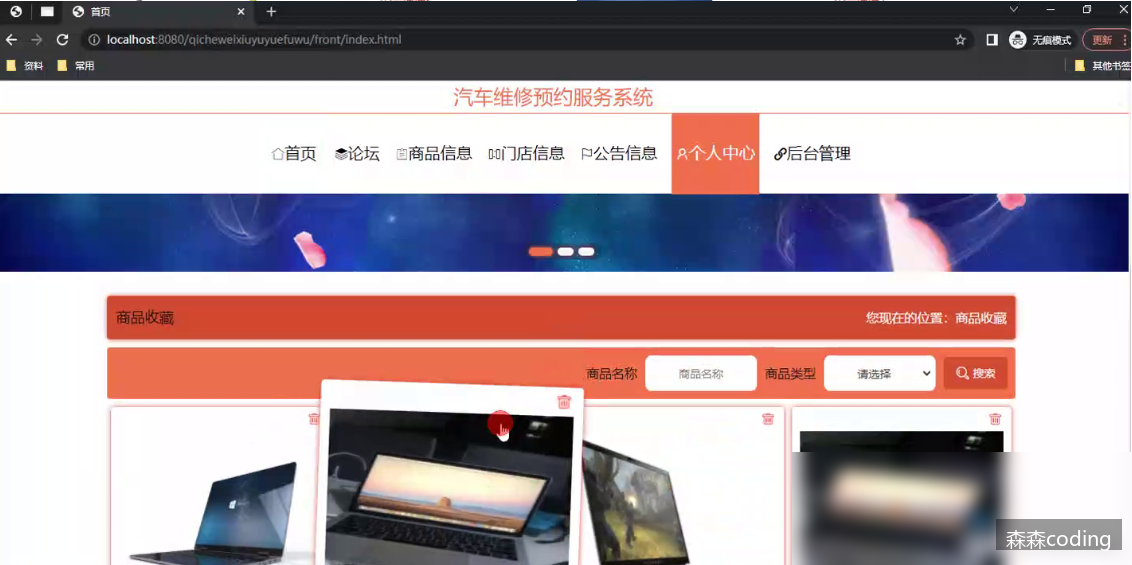 首页
localhost:8080/qicheweixiuyuyuefuwu/front/index.html
无痕模式
更新
资料
常用
其他书签
汽车维修预约服务系统
首页 论坛 商品信息 门店信息 公告信息 个人中心 后台管理
商品收藏
您现在的位置：商品收藏
商品名称 商品名称 商品类型 请选择 搜索
森森coding